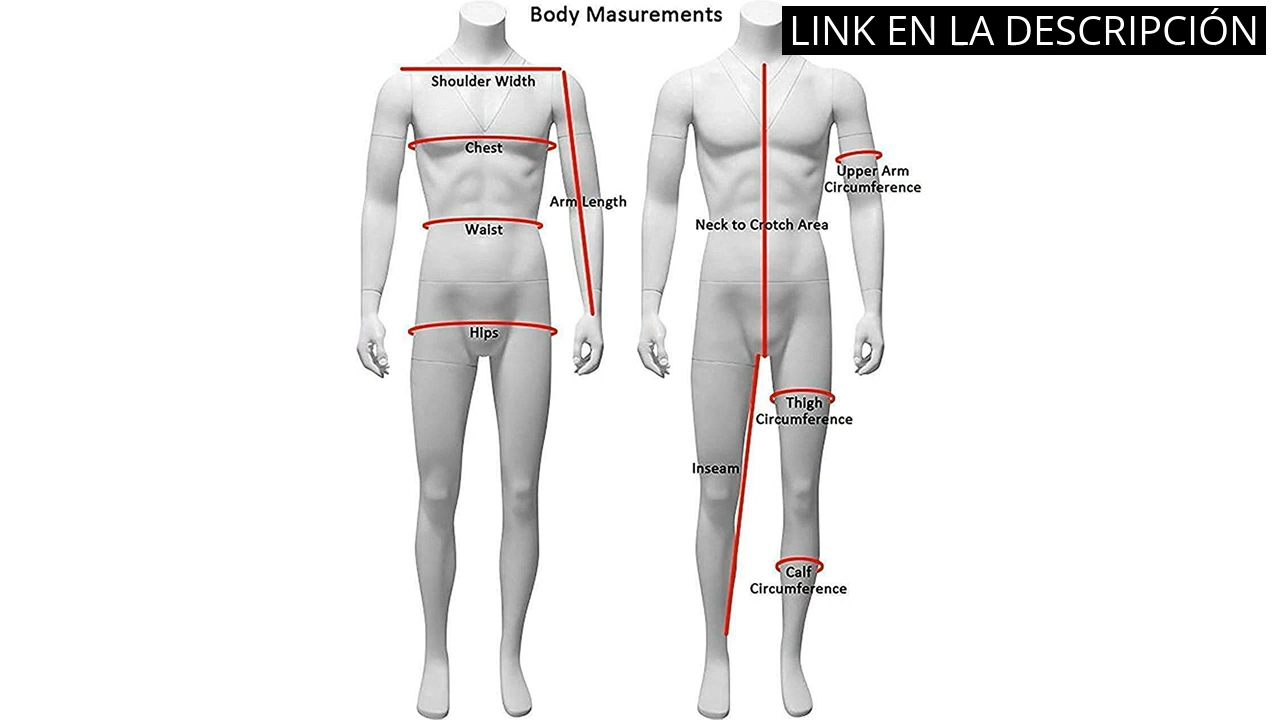 Body Masurements
LINK EN LA DESCRIPCIÓN
Shoulder Width
Chest
Arm Length
Waist
Hips
Upper Arm
Circumference
Neck to Crotch Area
Thigh
Circumference
Inseam
Calf
Circumference